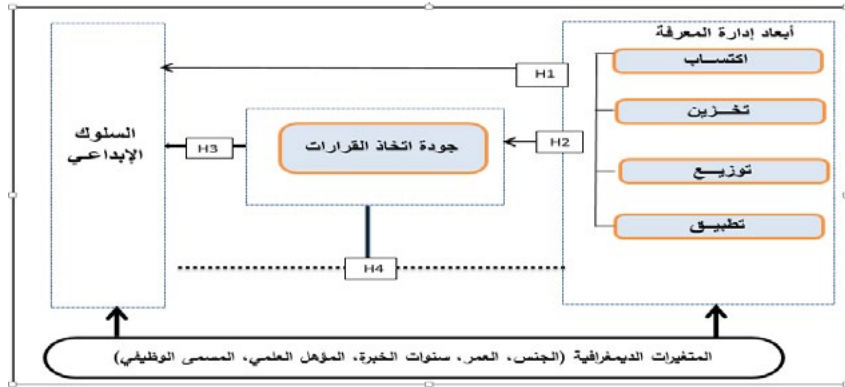 أبعاد إدارة المعرفة
اكتساب
تخزين
توزيع
تطبيق
H1
H2
جودة اتخاذ القرارات
H3
السلوك
الإبداعي
H4
المتغيرات الديمغرافية (الجنس، العمر، سنوات الخبرة، المؤهل العلمي، المسمى الوظيفي)